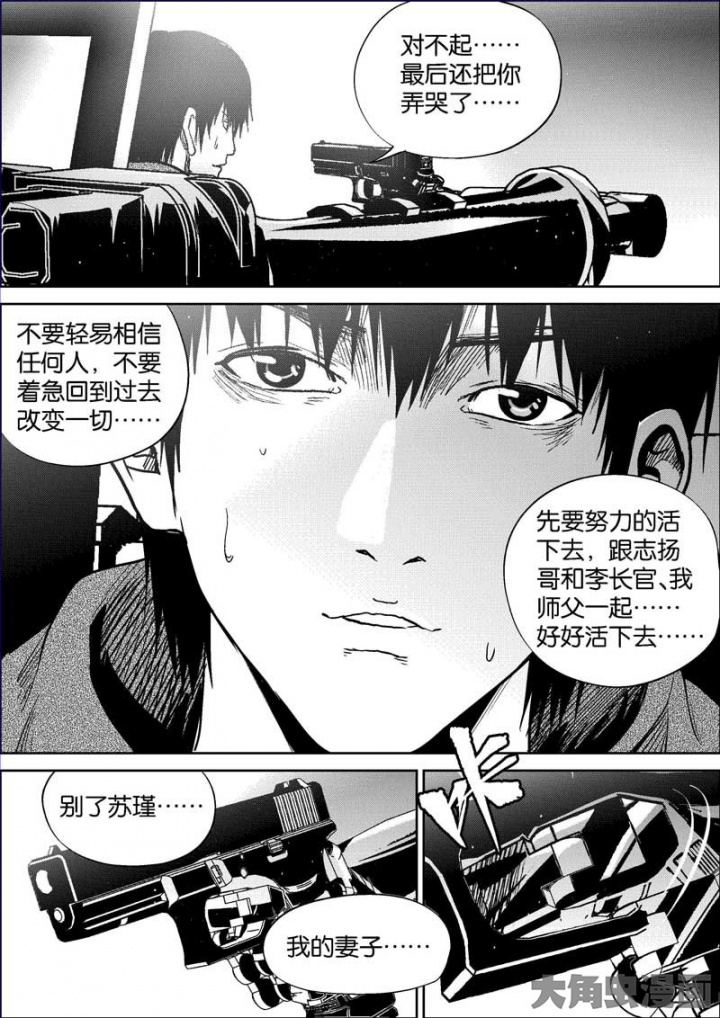 对不起……
最后还把你
弄哭了……
不要轻易相信
任何人，不要
着急回到过去
改变一切……
先要努力的活
下去，跟志扬
哥和李长官、我
师父一起……
好好活下去……
别了苏瑾……
我的妻子……
咔
大角虫漫画